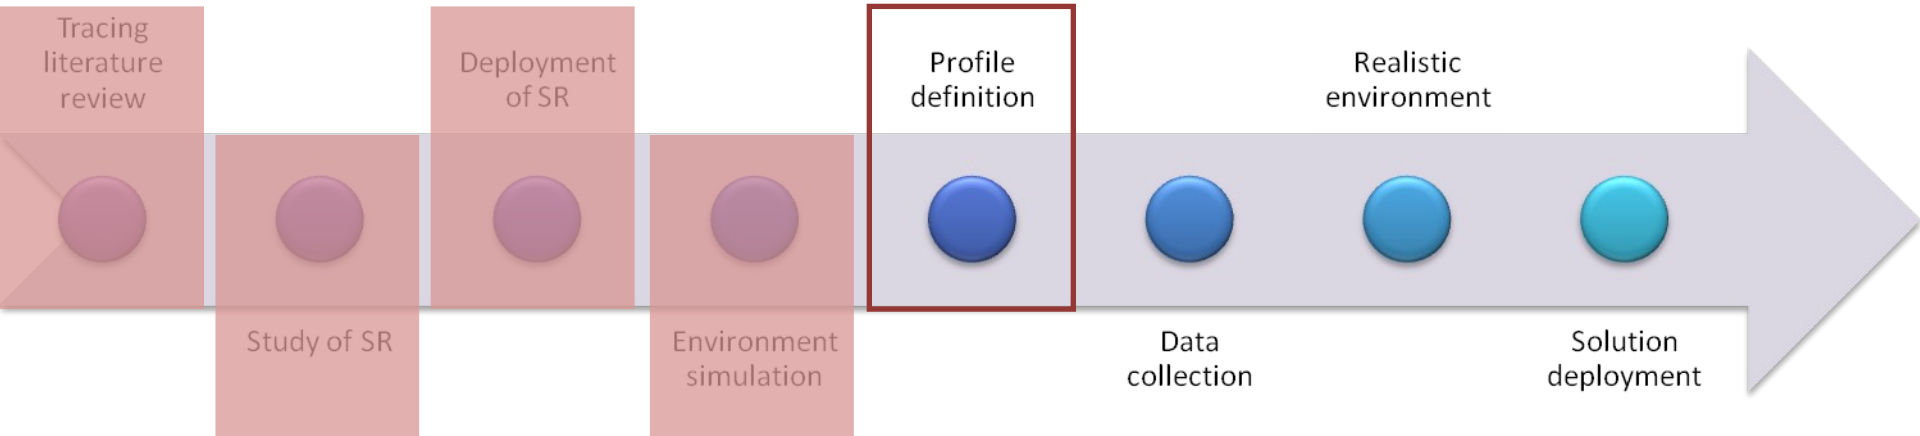 Tracing
literature
review
Study of SR
Deployment
of SR
Environment
simulation
Profile
definition
Data
collection
Realistic
environment
Solution
deployment